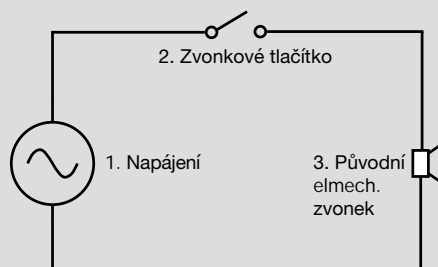 2. Zvonkové tlačítko
1. Napájení
3. Původní
elmech.
zvonek